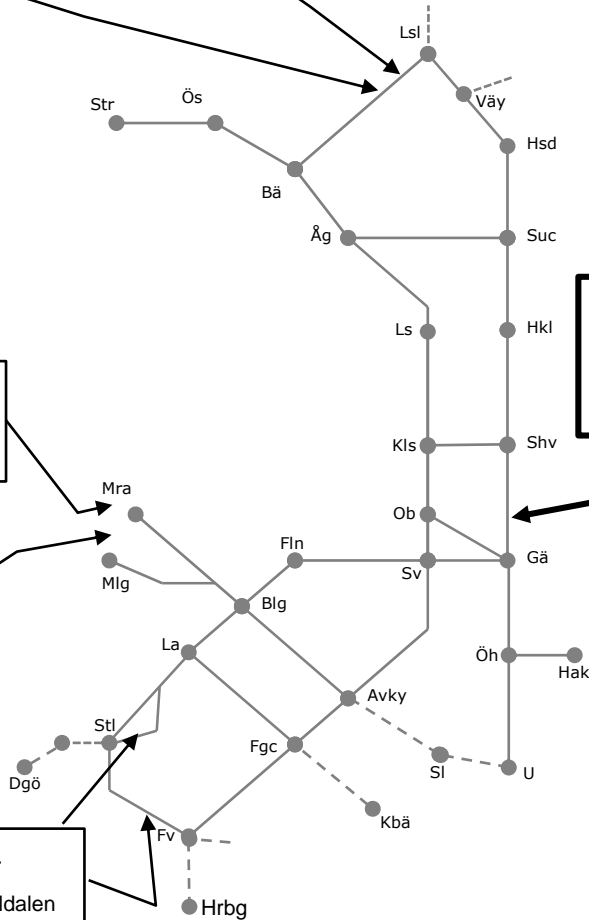 Lsl
Väy
Str
Ös
Hsd
Bä
Åg
Suc
Ls
Hkl
Kls
Shv
Mra
Ob
Fln
Mlg
Sv
Gä
Blg
La
Öh
Hak
Avky
Stl
Fgc
Sl
U
Dgö
Kbä
Fv
ldalen
Hrbg